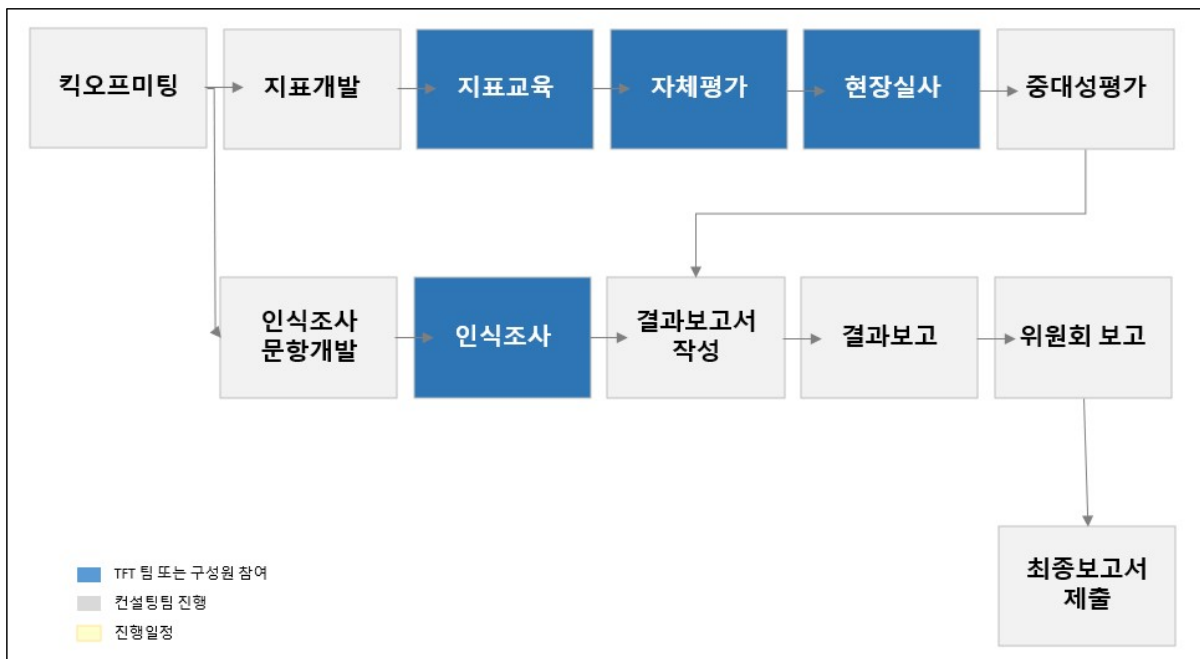 킥오프미팅
지표개발
지표교육
자체평가
현장실사
중대성평가
인식조사
문항개발
인식조사
결과보고서
작성
결과보고
위원회 보고
최종보고서
제출
TFT 팀 또는 구성원 참여
컨설팅팀 진행
진행일정